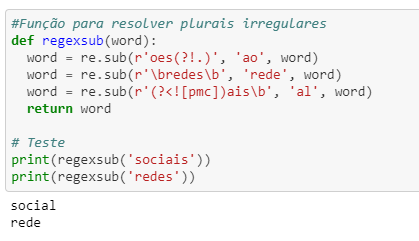 #Função para resolver plurais irregulares
def regexsub(word):
  word = re.sub(r'oes(?!.)', 'ao', word)
  word = re.sub(r'\bredes\b', 'rede', word)
  word = re.sub(r'(?<![pmc])ais\b', 'al', word)
  return word

# Teste
print(regexsub('sociais'))
print(regexsub('redes'))
social
rede